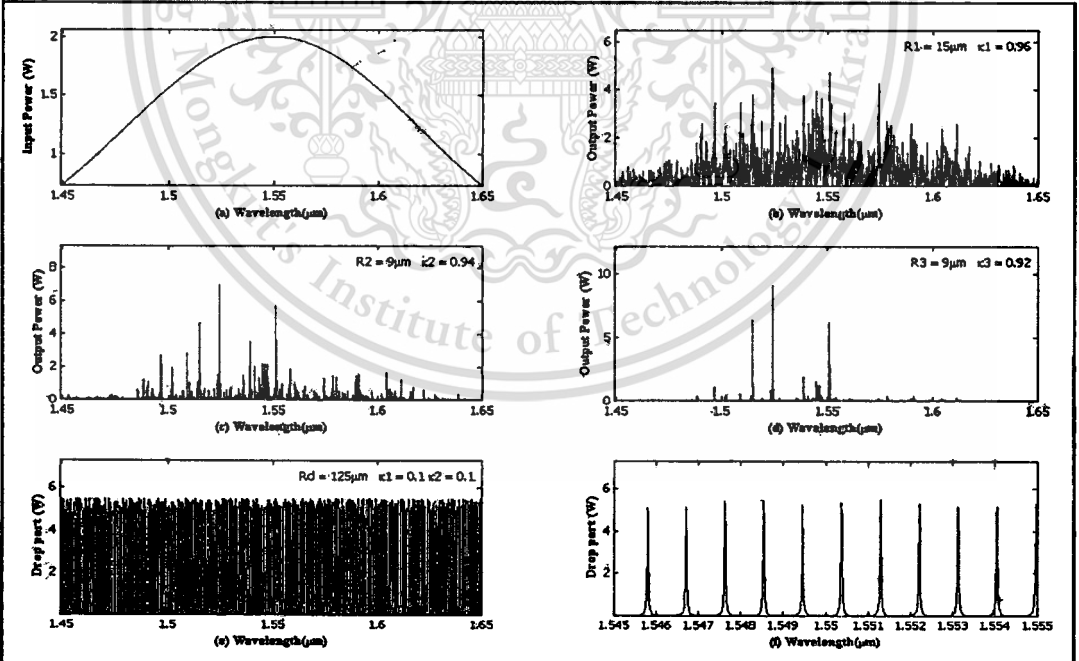 2
1.5
1
Input Power (W)
1.45 1.5 1.55 1.6 1.65
(a) Wavelength(μm)
R1 = 15μm κ1 = 0.96
6
4
2
0
Output Power (W)
1.45 1.5 1.55 1.6 1.65
(b) Wavelength(μm)
R2 = 9μm κ2 = 0.94
8
6
4
2
0
Output Power (W)
1.45 1.5 1.55 1.6 1.65
(c) Wavelength(μm)
R3 = 9μm κ3 = 0.92
10
5
0
Output Power (W)
1.45 1.5 1.55 1.6 1.65
(d) Wavelength(μm)
Rd = 125μm κ1 = 0.1 κ2 = 0.1
6
4
2
Drop port (W)
1.45 1.5 1.55 1.6 1.65
(e) Wavelength(μm)
6
4
2
Drop port (W)
1.545 1.546 1.547 1.548 1.549 1.55 1.551 1.552 1.553 1.554 1.555
(f) Wavelength(μm)
Mongkut's Institute of Technology